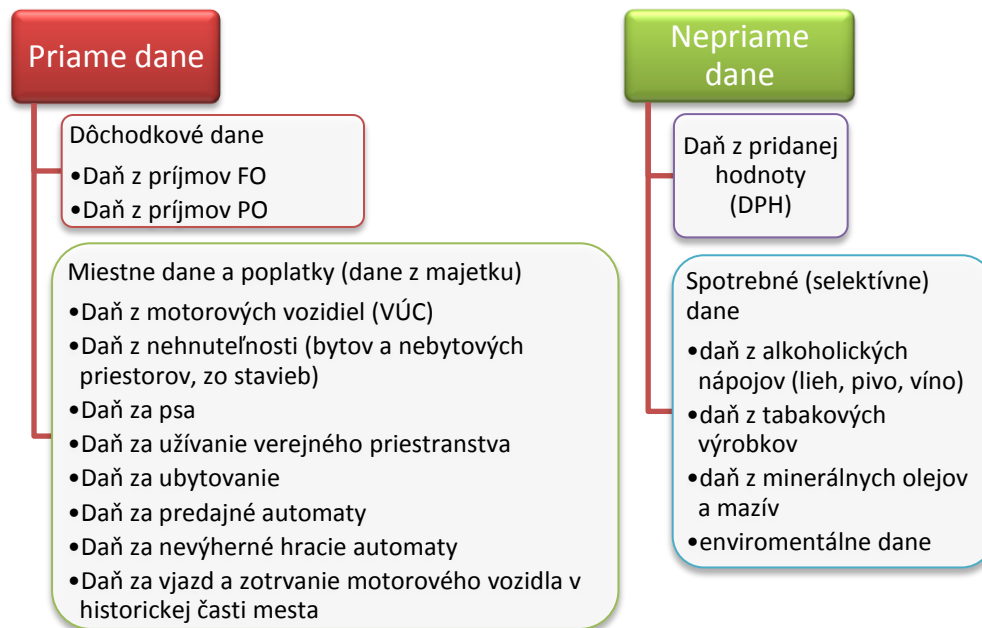 Priame dane
Dôchodkové dane
•Daň z príjmov FO
•Daň z príjmov PO
Miestne dane a poplatky (dane z majetku)
•Daň z motorových vozidiel (VÚC)
•Daň z nehnuteľnosti (bytov a nebytových
priestorov, zo stavieb)
•Daň za psa
•Daň za užívanie verejného priestranstva
•Daň za ubytovanie
•Daň za predajné automaty
•Daň za nevýherné hracie automaty
•Daň za vjazd a zotrvanie motorového vozidla v
historickej časti mesta
Nepriame
dane
Daň z pridanej
hodnoty
(DPH)
Spotrebné (selektívne)
dane
•daň z alkoholických
nápojov (lieh, pivo, víno)
•daň z tabakových
výrobkov
•daň z minerálnych olejov
a mazív
•enviromentálne dane